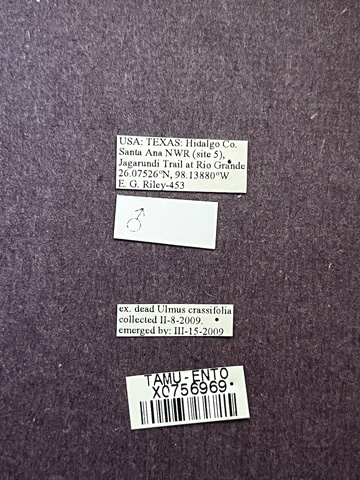 USA: TEXAS: Hidalgo Co.
Santa Ana NWR (site 5),
Jagarundi Trail at Rio Grande
26.07526°N, 98.13880°W
E. G. Riley-453
♂
ex. dead Ulmus crassifolia
collected II-8-2009.
emerged by: III-15-2009
TAMU-ENTO
X0756969